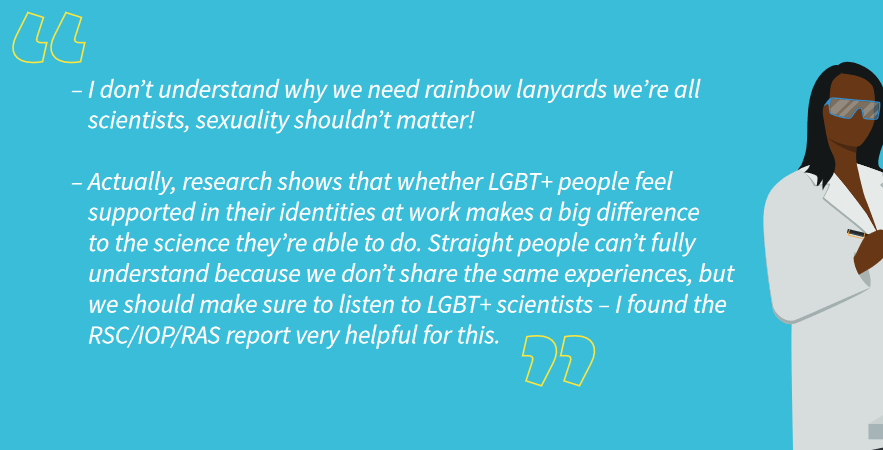 – I don’t understand why we need rainbow lanyards we’re all
scientists, sexuality shouldn’t matter!
– Actually, research shows that whether LGBT+ people feel
supported in their identities at work makes a big difference
to the science they’re able to do. Straight people can’t fully
understand because we don’t share the same experiences, but
we should make sure to listen to LGBT+ scientists – I found the
RSC/IOP/RAS report very helpful for this.